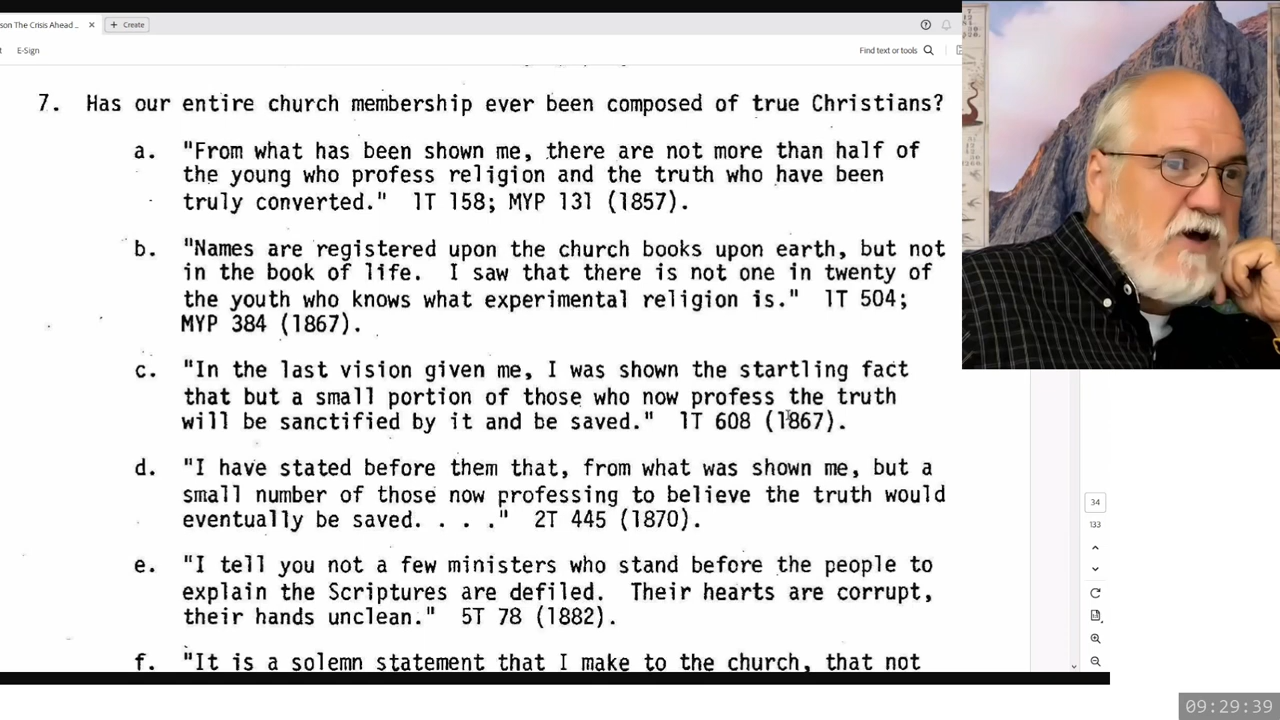 son The Crisis Ahead ..
Create
E-Sign
Find text or tools
7. Has our entire church membership ever been composed of true Christians?
a. "From what has been shown me, there are not more than half of
the young who profess religion and the truth who have been
truly converted." 1T 158; MYP 131 (1857).
b. "Names are registered upon the church books upon earth, but not
in the book of life. I saw that there is not one in twenty of
the youth who knows what experimental religion is." 1T 504;
MYP 384 (1867).
c. "In the last vision given me, I was shown the startling fact
that but a small portion of those who now profess the truth
will be sanctified by it and be saved." 1T 608 (1867).
d. "I have stated before them that, from what was shown me, but a
small number of those now professing to believe the truth would
eventually be saved. . . ." 2T 445 (1870).
e. "I tell you not a few ministers who stand before the people to
explain the Scriptures are defiled. Their hearts are corrupt,
their hands unclean." 5T 78 (1882).
f. "It is a solemn statement that I make to the church, that not
34
133
09:29:39